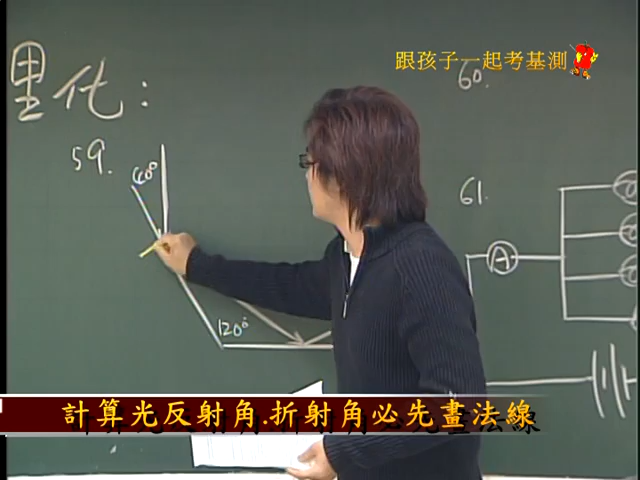 跟孩子一起考基測
理化：
59.
60°
60.
61.
A
120°
計算光反射角.折射角必先畫法線